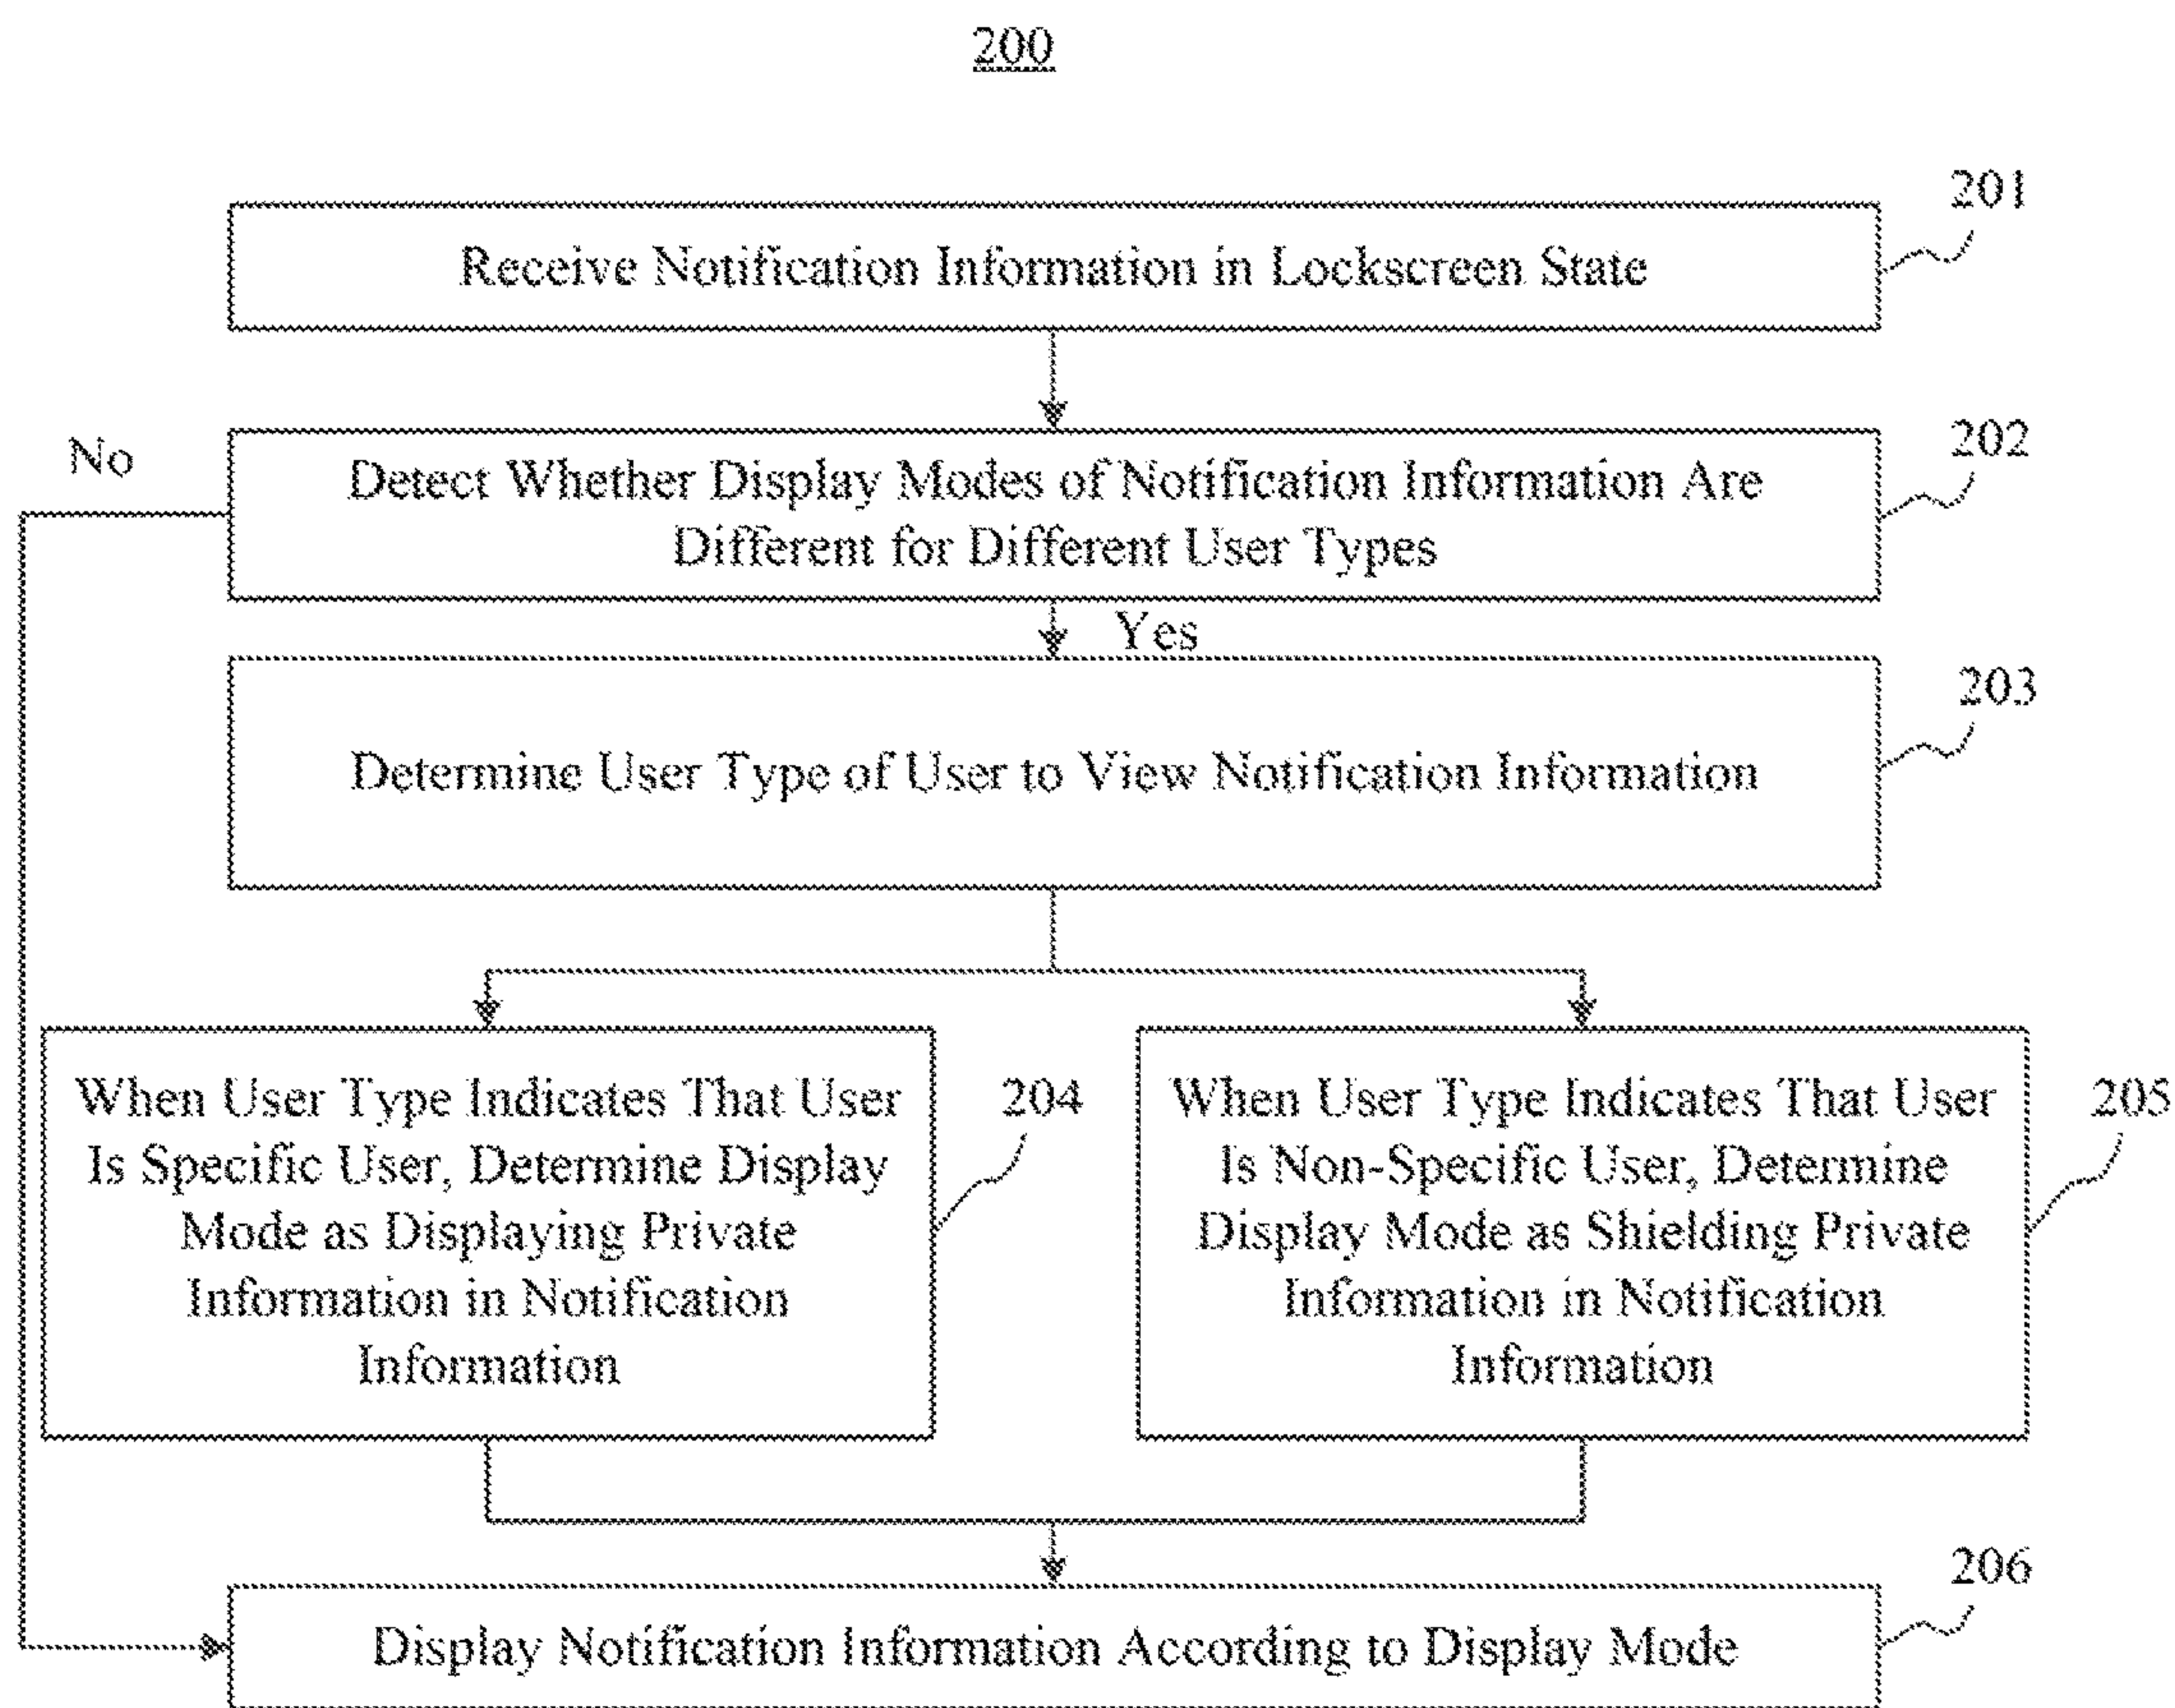 200
201
Receive Notification Information in Lockscreen State
No
202
Detect Whether Display Modes of Notification Information Are
Different for Different User Types
Yes
203
Determine User Type of User to View Notification Information
When User Type Indicates That User
Is Specific User, Determine Display
Mode as Displaying Private
Information in Notification
Information
204
When User Type Indicates That User
Is Non-Specific User, Determine
Display Mode as Shielding Private
Information in Notification
Information
205
206
Display Notification Information According to Display Mode